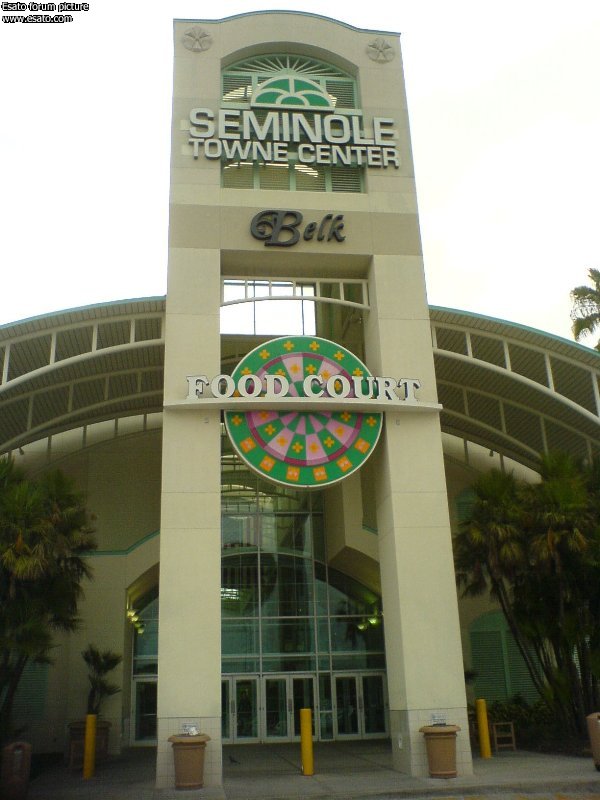 Esato forum picture
www.esato.com
SEMINOLE
TOWNE CENTER
Belk
FOOD COURT